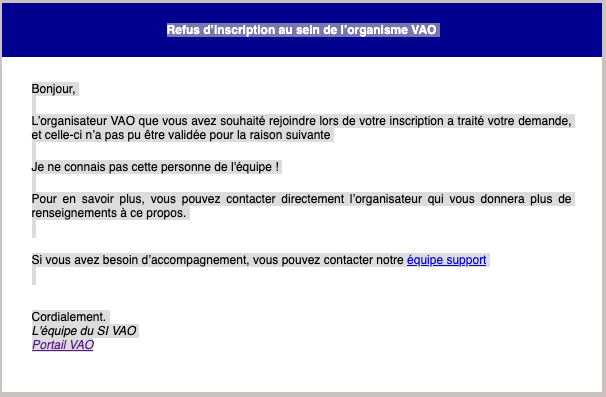 Refus d’inscription au sein de l’organisme VAO
Bonjour,
L’organisateur VAO que vous avez souhaité rejoindre lors de votre inscription a traité votre demande,
et celle-ci n’a pas pu être validée pour la raison suivante
Je ne connais pas cette personne de l'équipe !
Pour en savoir plus, vous pouvez contacter directement l’organisateur qui vous donnera plus de
renseignements à ce propos.
Si vous avez besoin d’accompagnement, vous pouvez contacter notre équipe support
Cordialement.
L’équipe du SI VAO
Portail VAO